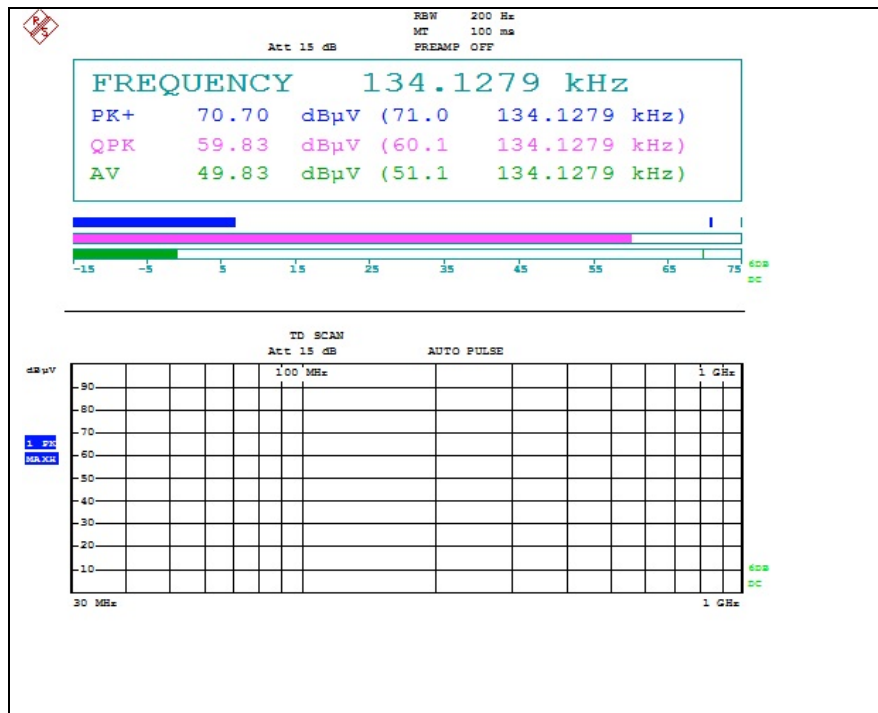 R S
RBW 200 Hz
MT 100 ms
Att 15 dB PREAMP OFF
FREQUENCY 134.1279 kHz
PK+ 70.70 dBµV (71.0 134.1279 kHz)
QPK 59.83 dBµV (60.1 134.1279 kHz)
AV 49.83 dBµV (51.1 134.1279 kHz)
-15 -5 5 15 25 35 45 55 65 75
6DB
DC
TD SCAN
Att 15 dB AUTO PULSE
dBµV 100 MHz 1 GHz
90
80
70
1 PK
MAXH 60
50
40
30
20
10 6DB
DC
30 MHz 1 GHz